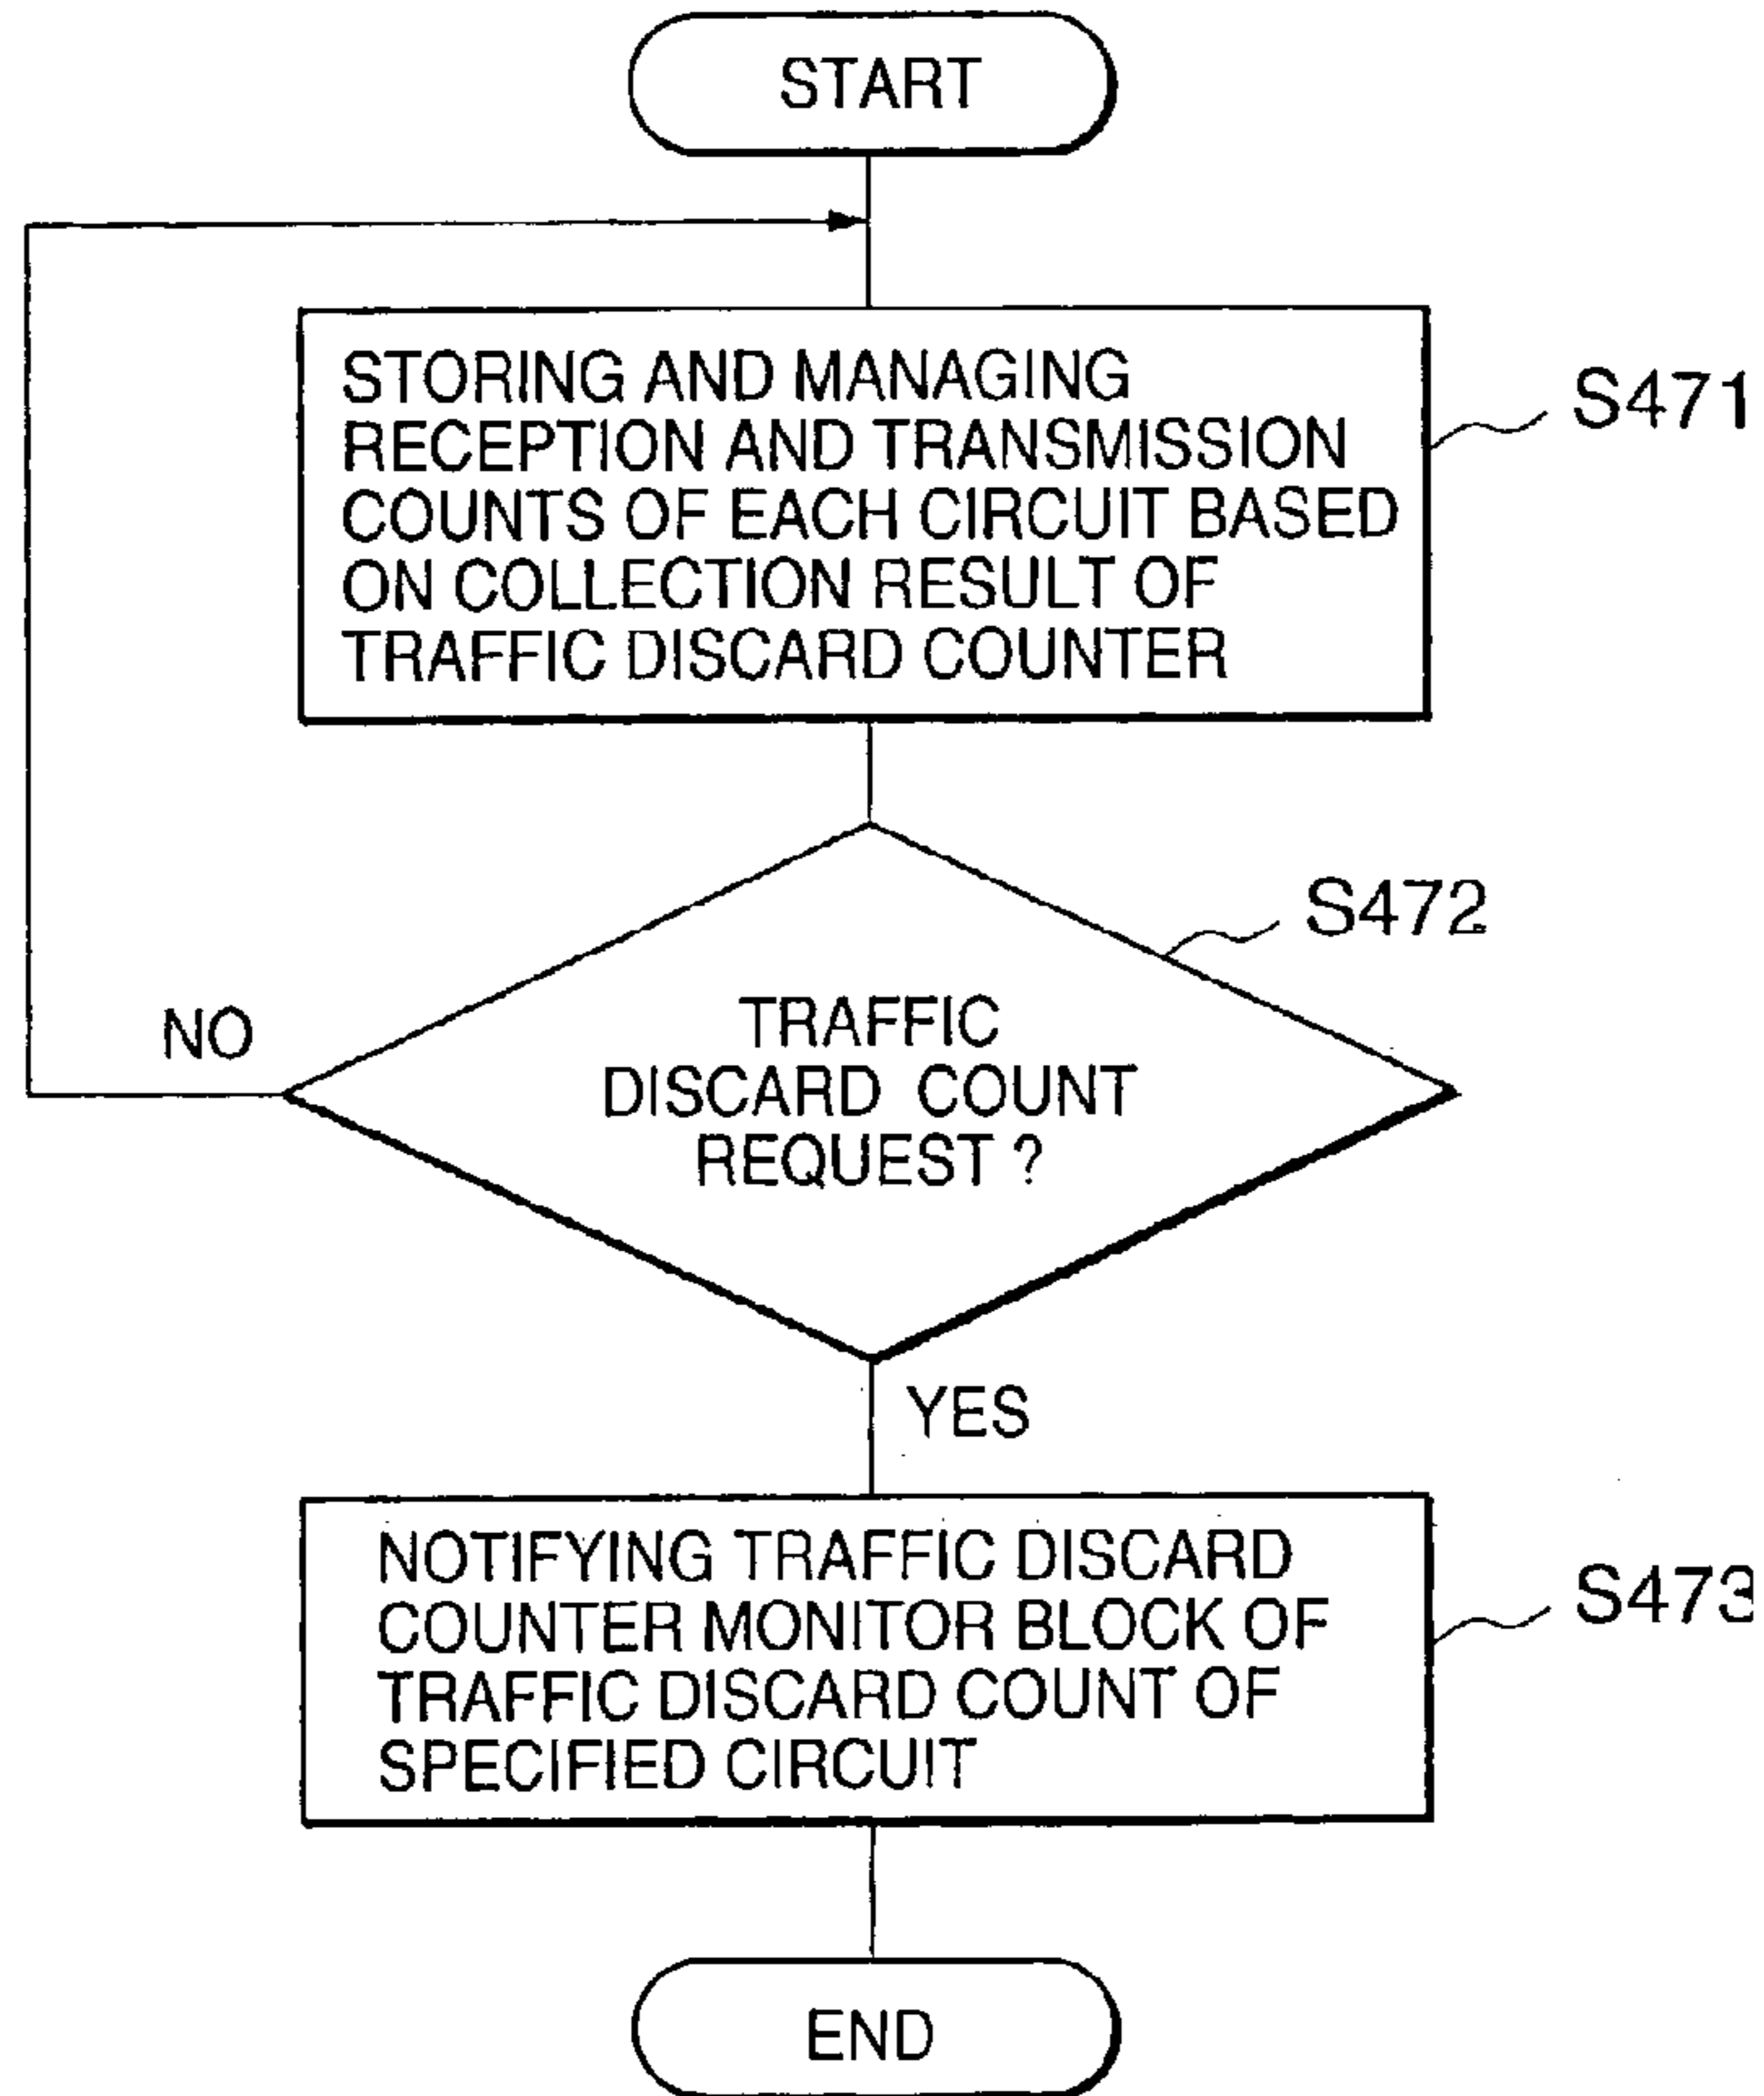 START
STORING AND MANAGING
RECEPTION AND TRANSMISSION
COUNTS OF EACH CIRCUIT BASED
ON COLLECTION RESULT OF
TRAFFIC DISCARD COUNTER
S471
S472
TRAFFIC
DISCARD COUNT
REQUEST ?
NO
YES
NOTIFYING TRAFFIC DISCARD
COUNTER MONITOR BLOCK OF
TRAFFIC DISCARD COUNT OF
SPECIFIED CIRCUIT
S473
END